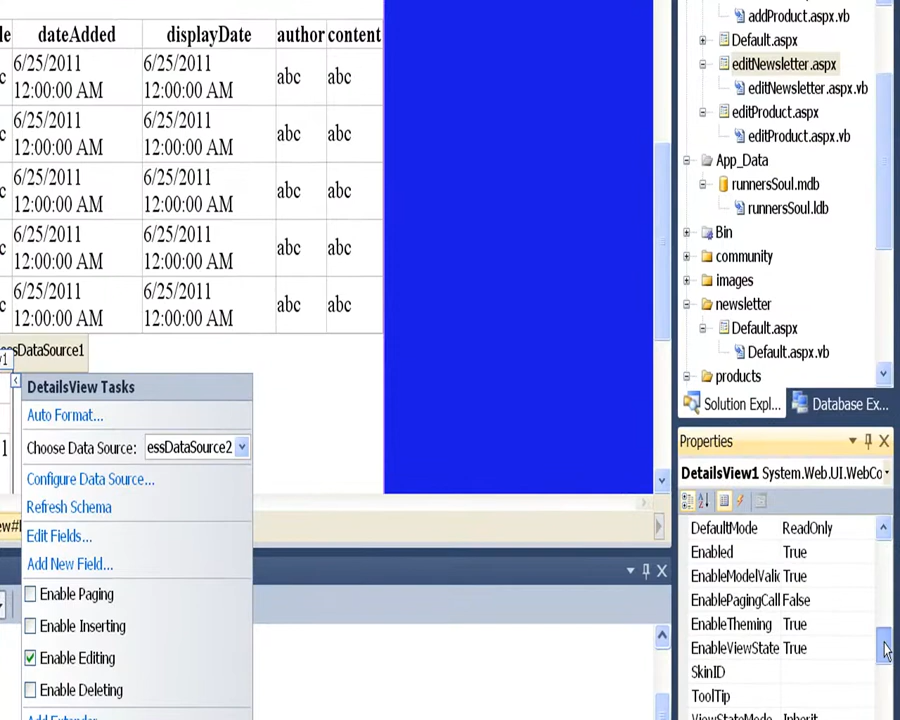 le dateAdded displayDate author content
c 6/25/2011 12:00:00 AM 6/25/2011 12:00:00 AM abc abc
c 6/25/2011 12:00:00 AM 6/25/2011 12:00:00 AM abc abc
c 6/25/2011 12:00:00 AM 6/25/2011 12:00:00 AM abc abc
c 6/25/2011 12:00:00 AM 6/25/2011 12:00:00 AM abc abc
c 6/25/2011 12:00:00 AM 6/25/2011 12:00:00 AM abc abc
essDataSource1
DetailsView Tasks
Auto Format...
Choose Data Source: essDataSource2
Configure Data Source...
Refresh Schema
Edit Fields...
Add New Field...
Enable Paging
Enable Inserting
Enable Editing
Enable Deleting
addProduct.aspx.vb
Default.aspx
editNewsletter.aspx
editNewsletter.aspx.vb
editProduct.aspx
editProduct.aspx.vb
App_Data
runnersSoul.mdb
runnersSoul.ldb
Bin
community
images
newsletter
Default.aspx
Default.aspx.vb
products
Solution Expl... Database Ex...
Properties
DetailsView1 System.Web.UI.WebCo
DefaultMode ReadOnly
Enabled True
EnableModelValic True
EnablePagingCall False
EnableTheming True
EnableViewState True
SkinID
ToolTip
ViewStateMode Inherit